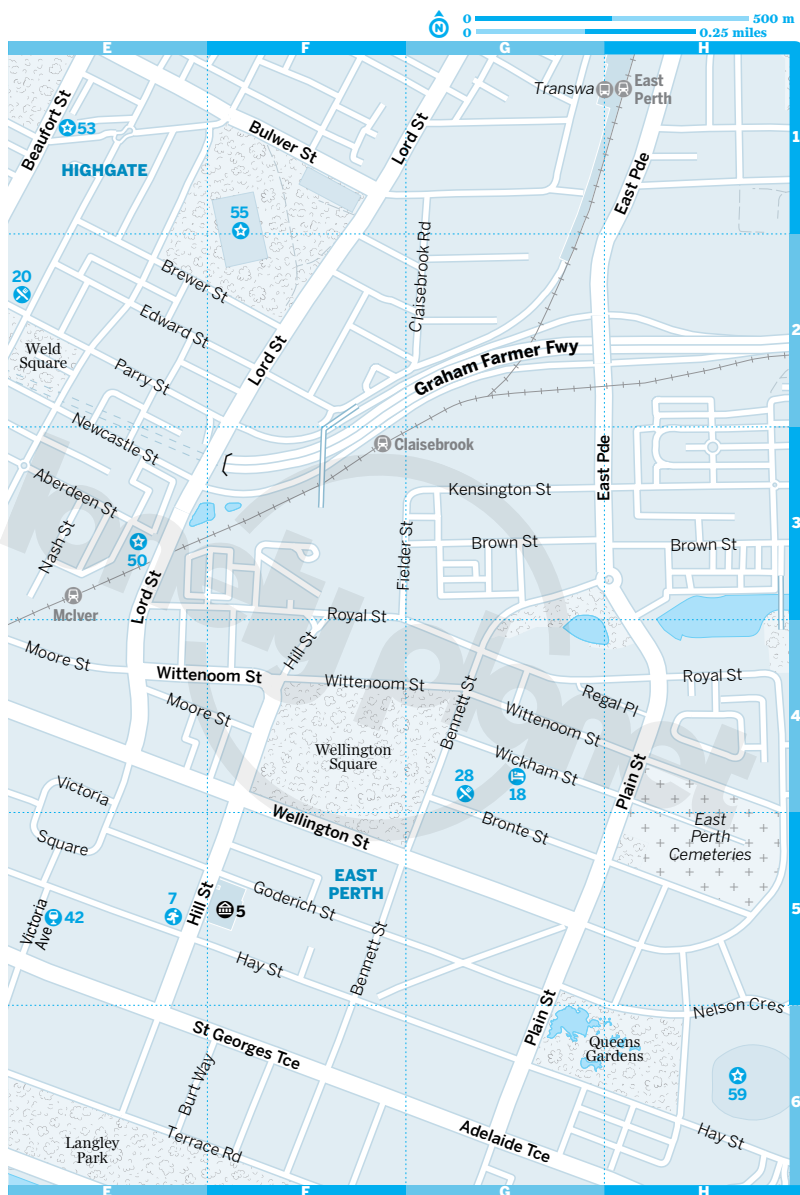 0 500 m
N
0 0.25 miles
E F G H
Transwa
East
Perth
Beaufort St
53
Bulwer St
Lord St
1
HIGHGATE
East Pde
55
Claisebrook Rd
20
Brewer St
Edward St
2
Weld
Square
Lord St
Graham Farmer Fwy
Parry St
Newcastle St
Claisebrook
East Pde
Aberdeen St
Kensington St
3
Nash St
50
Fielder St
Brown St
Brown St
McIver
Lord St
Royal St
Hill St
Moore St
Wittenoom St
Wittenoom St
Royal St
Moore St
Bennett St
Regal Pl
Wittenoom St
4
Wellington
Square
Wickham St
28
18
Plain St
Victoria
Square
Wellington St
Bronte St
East
Perth
Cemeteries
EAST
PERTH
7
Hill St
5
Goderich St
42
Victoria
Ave
5
Bennett St
Hay St
Plain St
Nelson Cres
St Georges Tce
Queens
Gardens
Burt Way
59
6
Adelaide Tce
Hay St
Langley
Park
Terrace Rd
E F G H
lonely planet